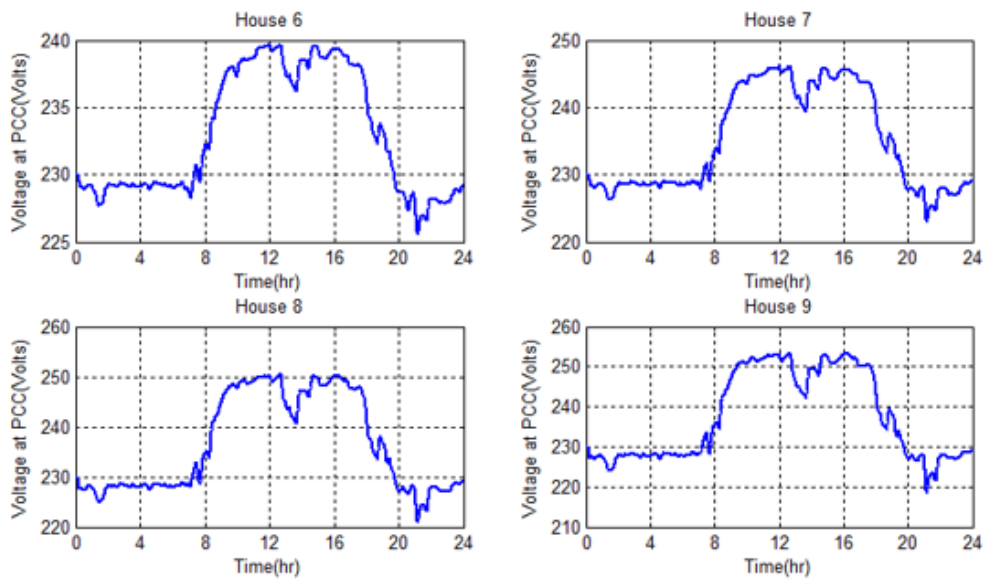 House 6
Voltage at PCC(Volts)
240
235
230
225
0 4 8 12 16 20 24
Time(hr)
House 7
Voltage at PCC(Volts)
250
240
230
220
0 4 8 12 16 20 24
Time(hr)
House 8
Voltage at PCC(Volts)
260
250
240
230
220
0 4 8 12 16 20 24
Time(hr)
House 9
Voltage at PCC(Volts)
260
250
240
230
220
210
0 4 8 12 16 20 24
Time(hr)